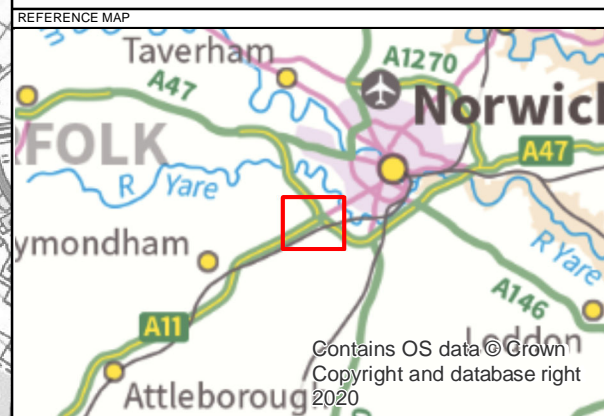 REFERENCE MAP
Taverham
A1270
A47
Norwich
FOLK
A47
R Yare
ymondham
R Yare
A146
A11
Loddon
Contains OS data © Crown
Copyright and database right
2020
Attleborough